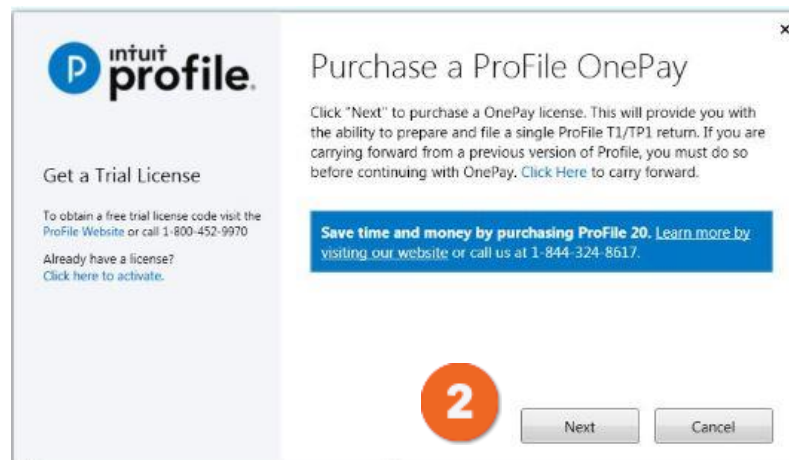 P intuit
profile.
Get a Trial License
To obtain a free trial license code visit the
ProFile Website or call 1-800-452-9970
Already have a license?
Click here to activate.
×
Purchase a ProFile OnePay
Click "Next" to purchase a OnePay license. This will provide you with
the ability to prepare and file a single ProFile T1/TP1 return. If you are
carrying forward from a previous version of Profile, you must do so
before continuing with OnePay. Click Here to carry forward.
Save time and money by purchasing ProFile 20. Learn more by
visiting our website or call us at 1-844-324-8617.
2
Next
Cancel